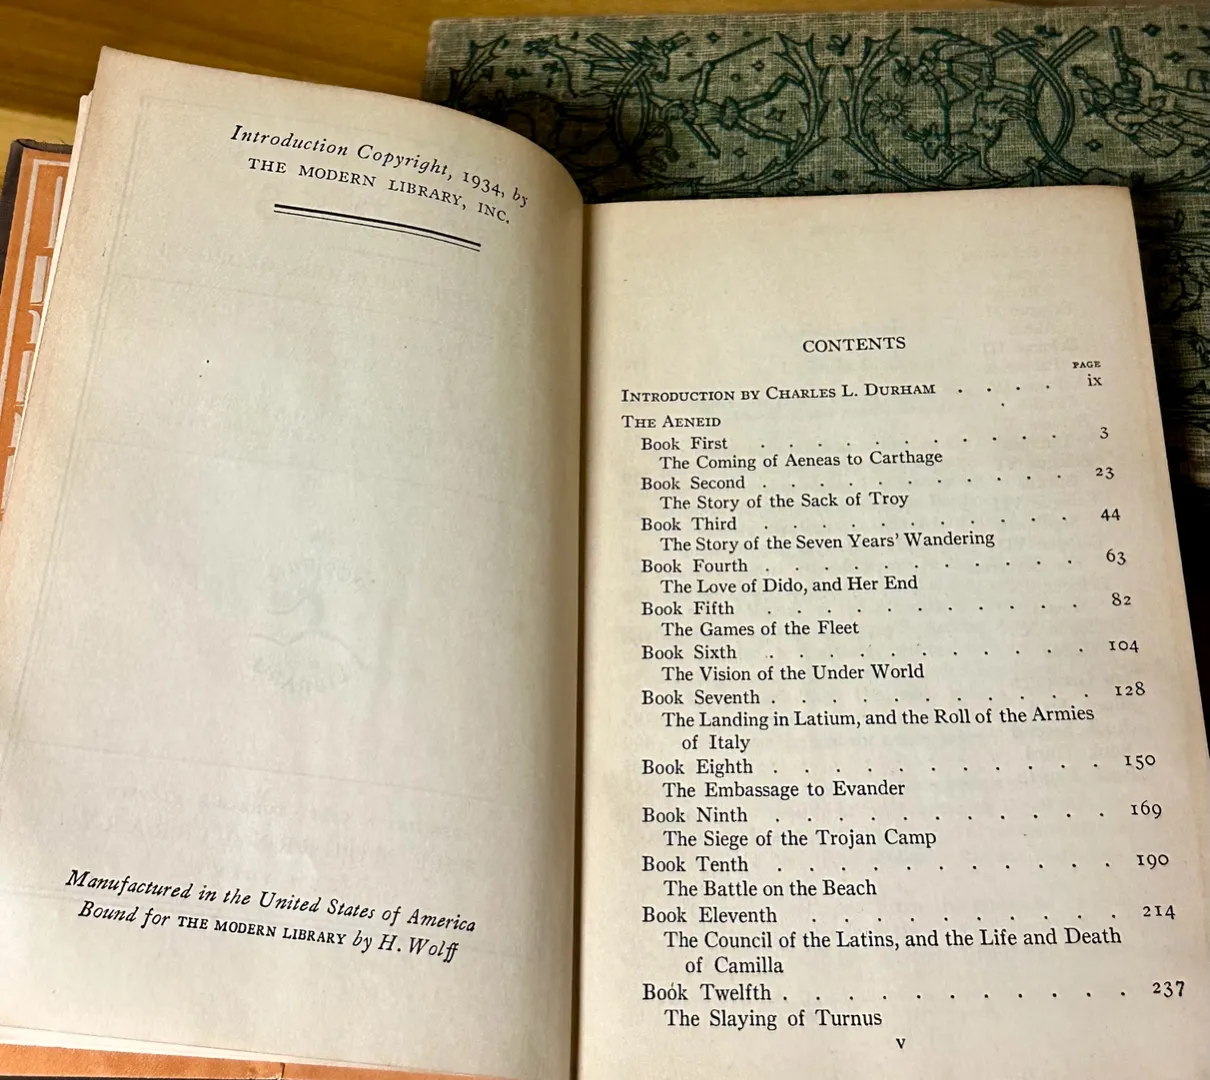 Introduction Copyright, 1934, by
THE MODERN LIBRARY, INC.
Manufactured in the United States of America
Bound for THE MODERN LIBRARY by H. Wolff
CONTENTS
PAGE
INTRODUCTION BY CHARLES L. DURHAM . . . . ix
THE AENEID
Book First . . . . . . . . . . . 3
The Coming of Aeneas to Carthage
Book Second . . . . . . . . . . . 23
The Story of the Sack of Troy
Book Third . . . . . . . . . . . 44
The Story of the Seven Years' Wandering
Book Fourth . . . . . . . . . . . 63
The Love of Dido, and Her End
Book Fifth . . . . . . . . . . . 82
The Games of the Fleet
Book Sixth . . . . . . . . . . . 104
The Vision of the Under World
Book Seventh . . . . . . . . . . . 128
The Landing in Latium, and the Roll of the Armies
of Italy
Book Eighth . . . . . . . . . . . 150
The Embassage to Evander
Book Ninth . . . . . . . . . . . 169
The Siege of the Trojan Camp
Book Tenth . . . . . . . . . . . 190
The Battle on the Beach
Book Eleventh . . . . . . . . . . 214
The Council of the Latins, and the Life and Death
of Camilla
Book Twelfth . . . . . . . . . . . 237
The Slaying of Turnus
v